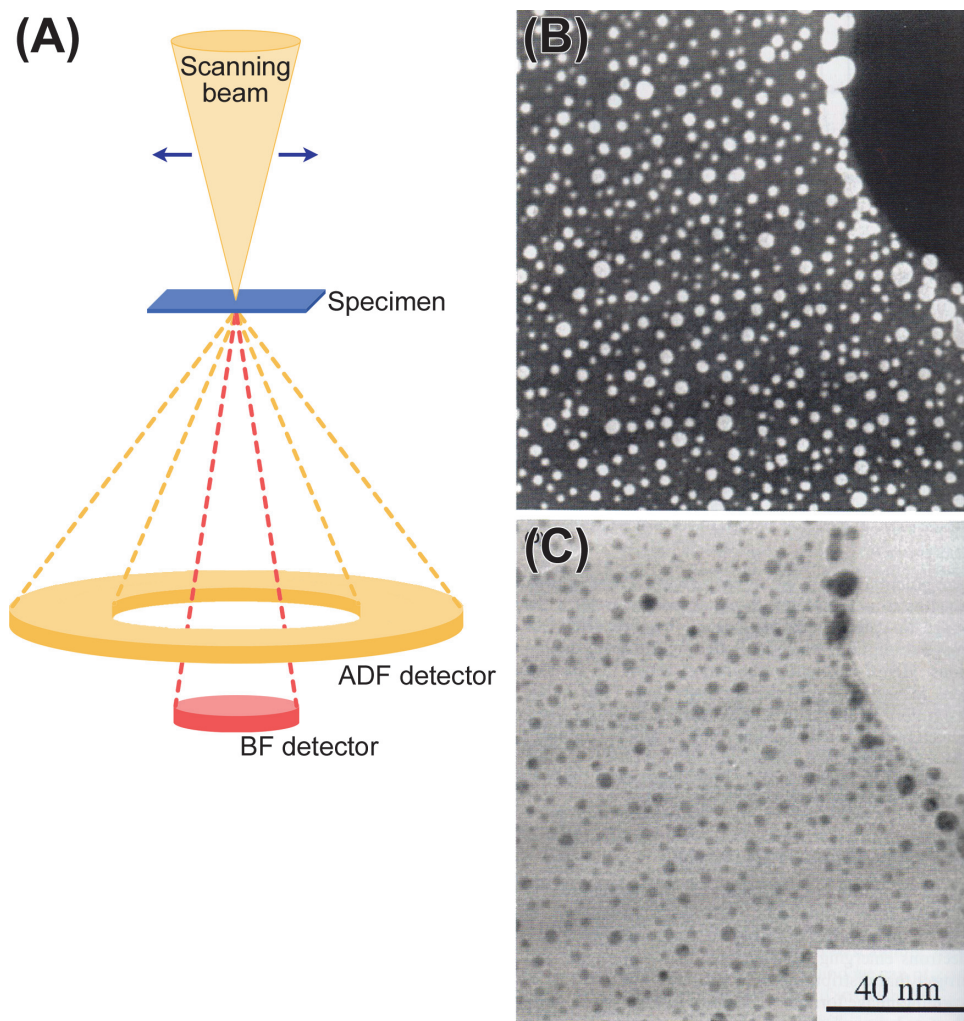 (A)
Scanning
beam
Specimen
ADF detector
BF detector
(B)
(C)
40 nm